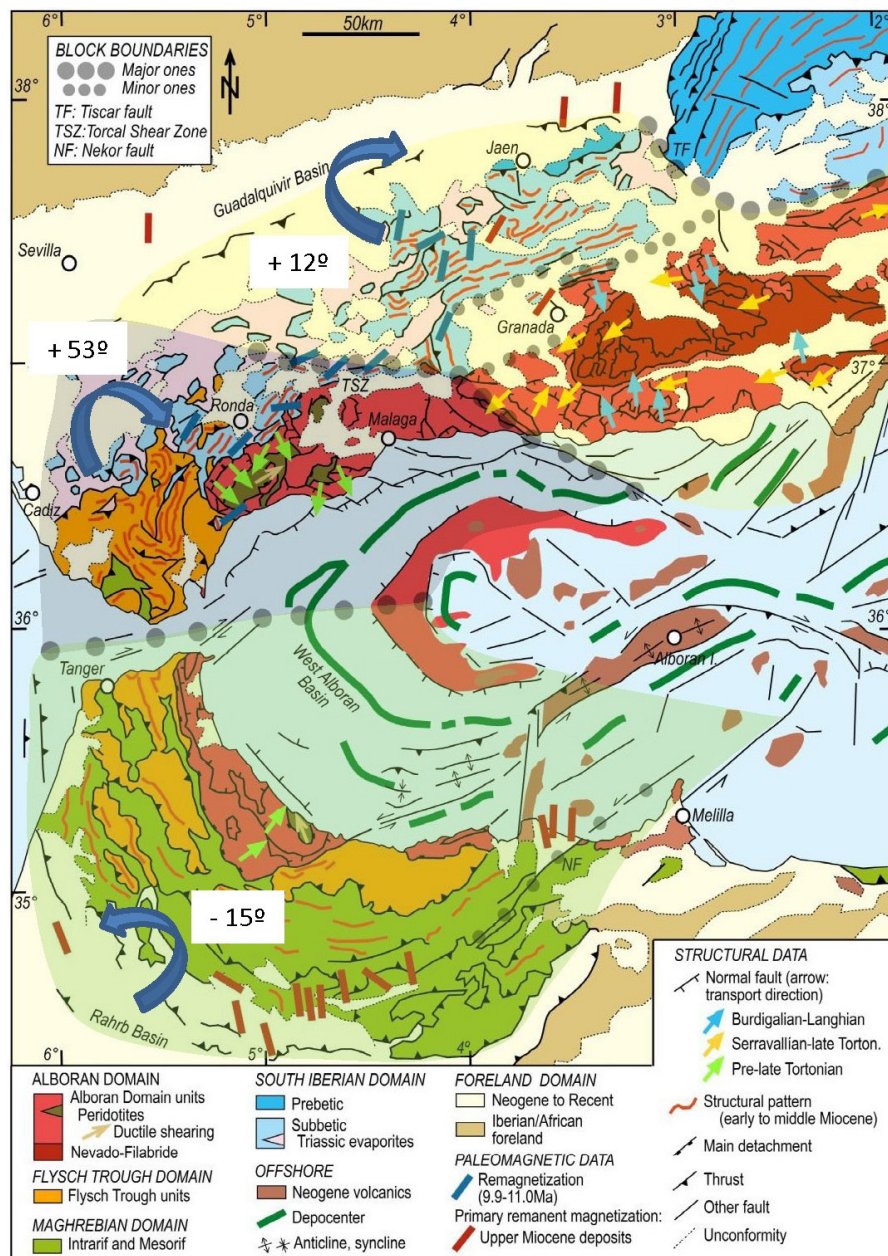 6° 5° 4° 3° 2°
50km
BLOCK BOUNDARIES
Major ones
Minor ones
TF: Tiscar fault
TSZ:Torcal Shear Zone
NF: Nekor fault
N
38°
38°
TF
Jaen
Guadalquivir Basin
Sevilla
+ 12º
Granada
+ 53º
37°
TSZ
Ronda
Malaga
Cadiz
36°
36°
Tanger
West Alboran
Basin
Alboran I.
Melilla
NF
35°
- 15º
Rahrb Basin
6° 5° 4°
STRUCTURAL DATA
Normal fault (arrow:
transport direction)
Burdigalian-Langhian
Serravallian-late Torton.
Pre-late Tortonian
Structural pattern
(early to middle Miocene)
Main detachment
Thrust
Other fault
Unconformity
ALBORAN DOMAIN
Alboran Domain units
Peridotites
Ductile shearing
Nevado-Filabride
FLYSCH TROUGH DOMAIN
Flysch Trough units
MAGHREBIAN DOMAIN
Intrarif and Mesorif
SOUTH IBERIAN DOMAIN
Prebetic
Subbetic
Triassic evaporites
OFFSHORE
Neogene volcanics
Depocenter
Anticline, syncline
FORELAND DOMAIN
Neogene to Recent
Iberian/African
foreland
PALEOMAGNETIC DATA
Remagnetization
(9.9-11.0Ma)
Primary remanent magnetization:
Upper Miocene deposits